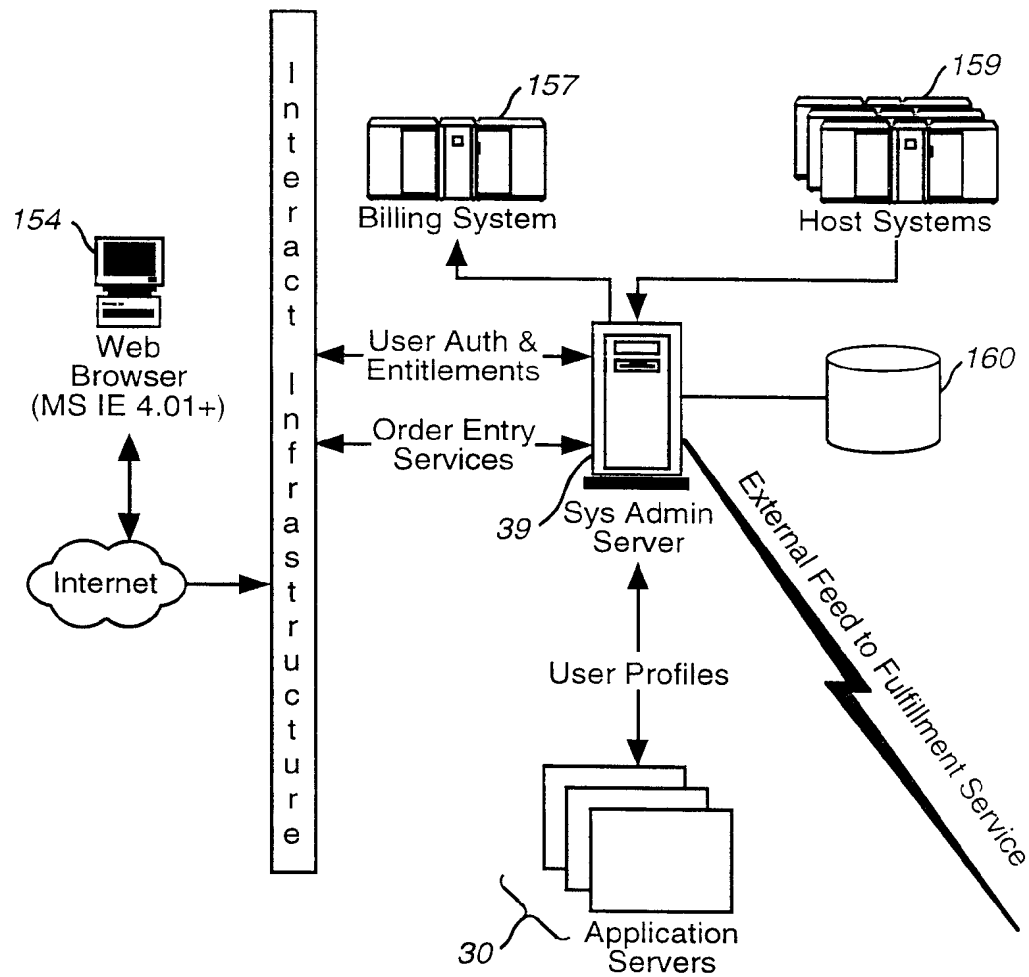 154
Web
Browser
(MS IE 4.01+)
Internet
Interact Infrastructure
157
Billing System
159
Host Systems
User Auth &
Entitlements
Order Entry
Services
39
Sys Admin
Server
160
External Feed to Fulfillment Service
User Profiles
30
Application
Servers